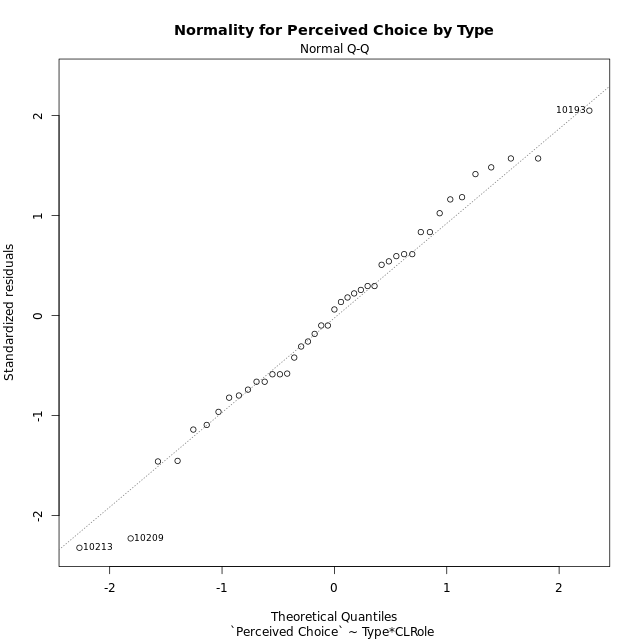 Normality for Perceived Choice by Type
Normal Q-Q
Standardized residuals
2
1
0
-1
-2
10193
10209
10213
-2 -1 0 1 2
Theoretical Quantiles
`Perceived Choice` ~ Type*CLRole